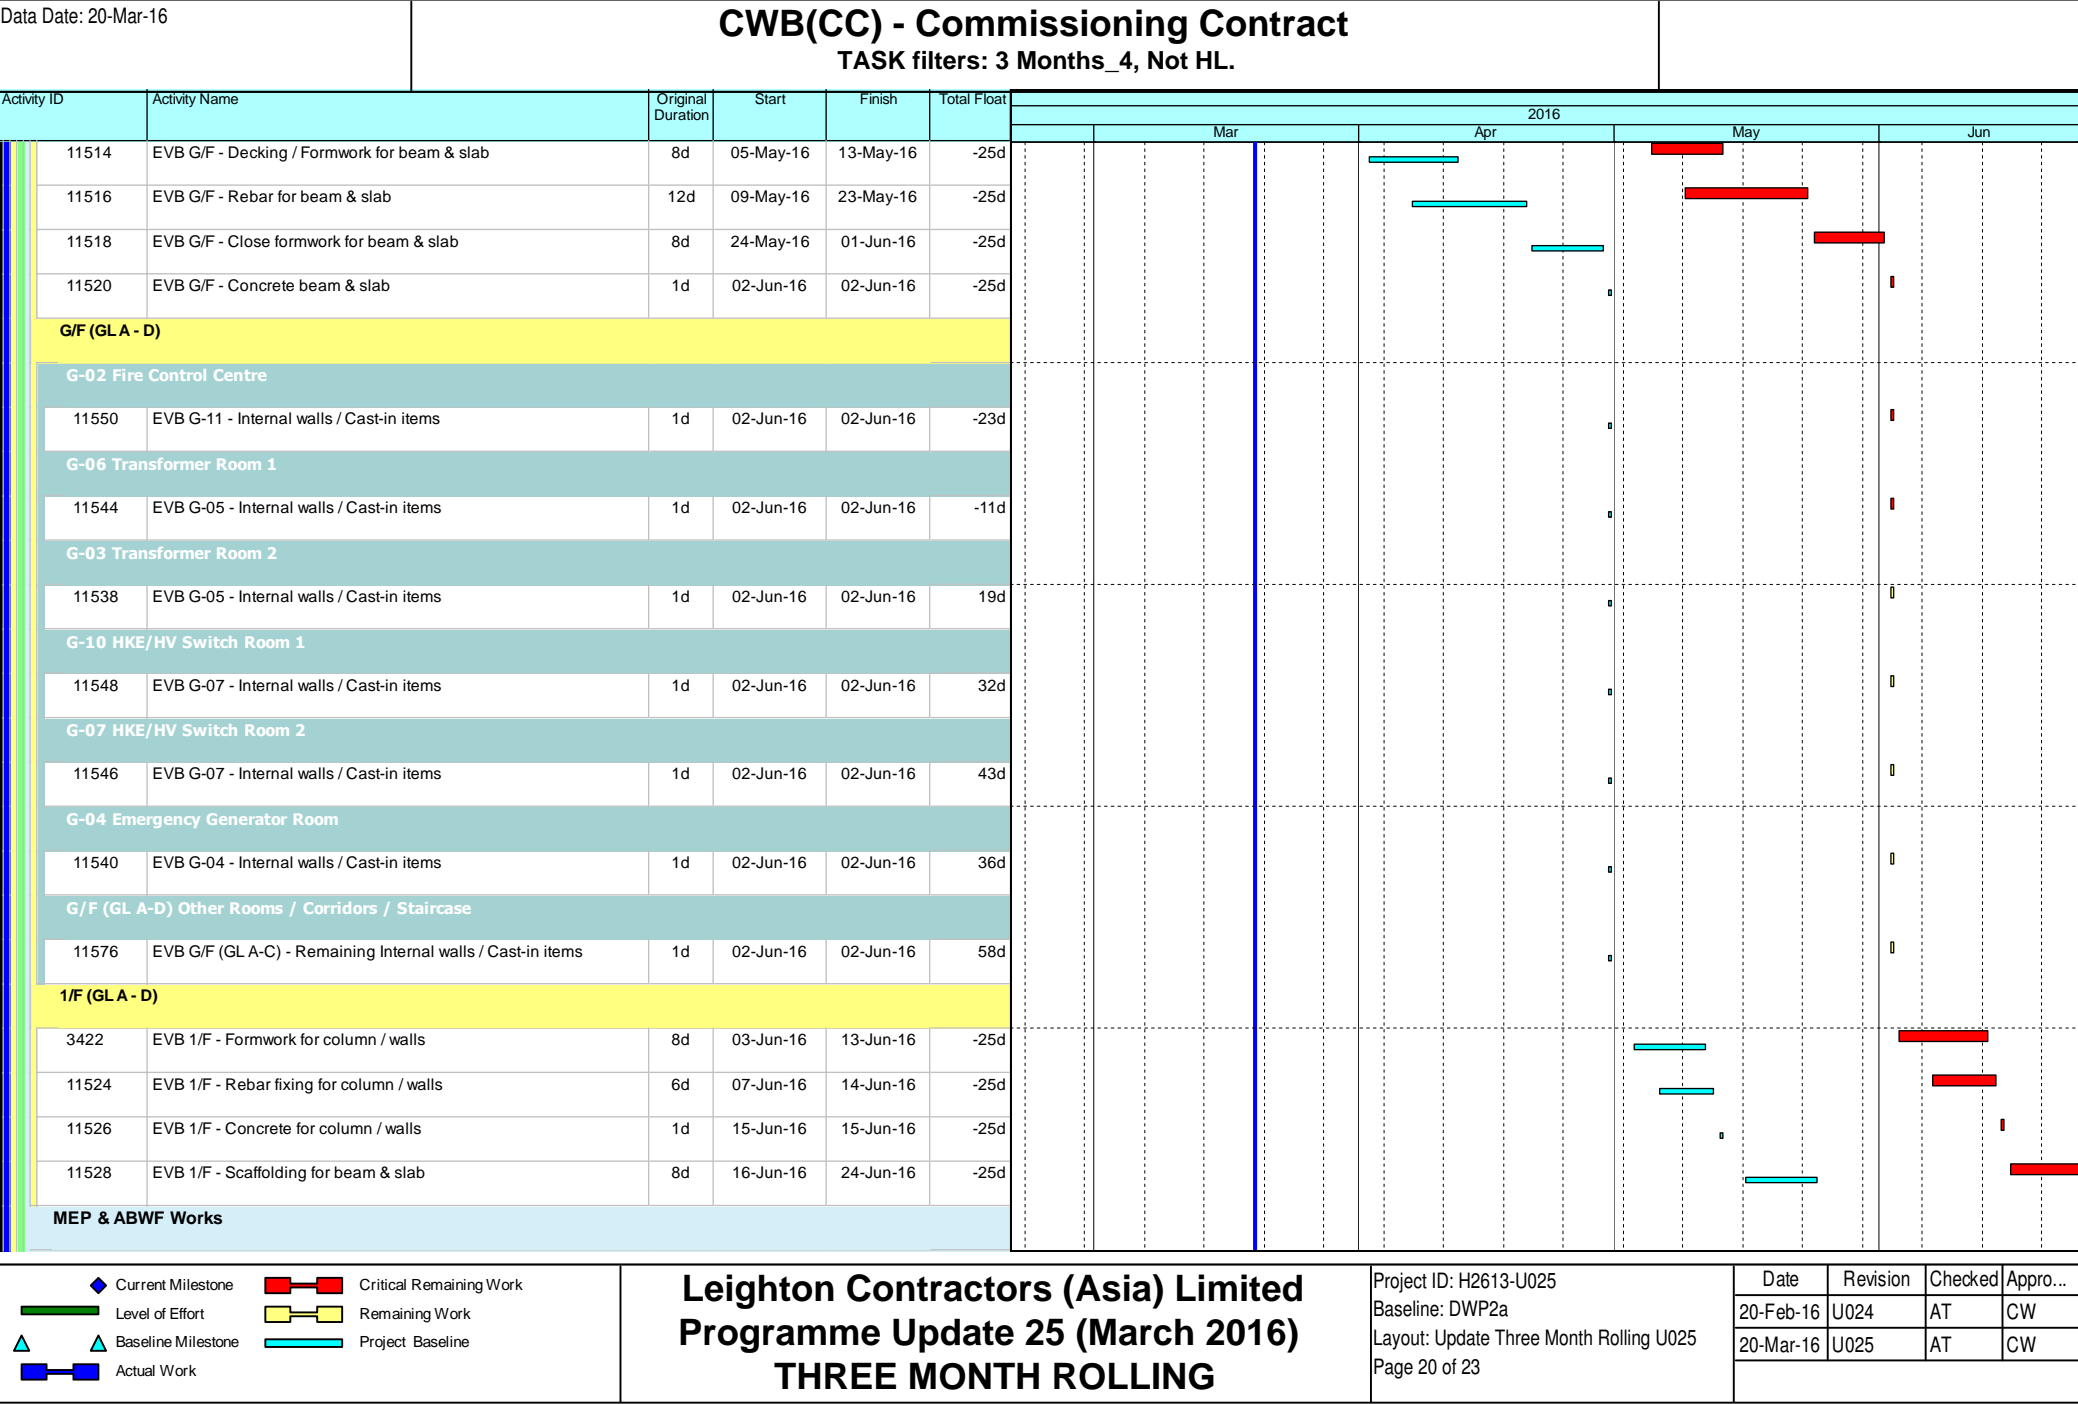 Data Date: 20-Mar-16
CWB(CC) - Commissioning Contract
TASK filters: 3 Months_4, Not HL.
Activity ID Activity Name Original Duration Start Finish Total Float
2016
Mar Apr May Jun
11514 EVB G/F - Decking / Formwork for beam & slab 8d 05-May-16 13-May-16 -25d
11516 EVB G/F - Rebar for beam & slab 12d 09-May-16 23-May-16 -25d
11518 EVB G/F - Close formwork for beam & slab 8d 24-May-16 01-Jun-16 -25d
11520 EVB G/F - Concrete beam & slab 1d 02-Jun-16 02-Jun-16 -25d
G/F (GL A - D)
G-02 Fire Control Centre
11550 EVB G-11 - Internal walls / Cast-in items 1d 02-Jun-16 02-Jun-16 -23d
G-06 Transformer Room 1
11544 EVB G-05 - Internal walls / Cast-in items 1d 02-Jun-16 02-Jun-16 -11d
G-03 Transformer Room 2
11538 EVB G-05 - Internal walls / Cast-in items 1d 02-Jun-16 02-Jun-16 19d
G-10 HKE/HV Switch Room 1
11548 EVB G-07 - Internal walls / Cast-in items 1d 02-Jun-16 02-Jun-16 32d
G-07 HKE/HV Switch Room 2
11546 EVB G-07 - Internal walls / Cast-in items 1d 02-Jun-16 02-Jun-16 43d
G-04 Emergency Generator Room
11540 EVB G-04 - Internal walls / Cast-in items 1d 02-Jun-16 02-Jun-16 36d
G/F (GL A-D) Other Rooms / Corridors / Staircase
11576 EVB G/F (GL A-C) - Remaining Internal walls / Cast-in items 1d 02-Jun-16 02-Jun-16 58d
1/F (GL A - D)
3422 EVB 1/F - Formwork for column / walls 8d 03-Jun-16 13-Jun-16 -25d
11524 EVB 1/F - Rebar fixing for column / walls 6d 07-Jun-16 14-Jun-16 -25d
11526 EVB 1/F - Concrete for column / walls 1d 15-Jun-16 15-Jun-16 -25d
11528 EVB 1/F - Scaffolding for beam & slab 8d 16-Jun-16 24-Jun-16 -25d
MEP & ABWF Works
Current Milestone Critical Remaining Work
Level of Effort Remaining Work
Baseline Milestone Project Baseline
Actual Work
Leighton Contractors (Asia) Limited
Programme Update 25 (March 2016)
THREE MONTH ROLLING
Project ID: H2613-U025
Baseline: DWP2a
Layout: Update Three Month Rolling U025
Page 20 of 23
Date Revision Checked Appro...
20-Feb-16 U024 AT CW
20-Mar-16 U025 AT CW